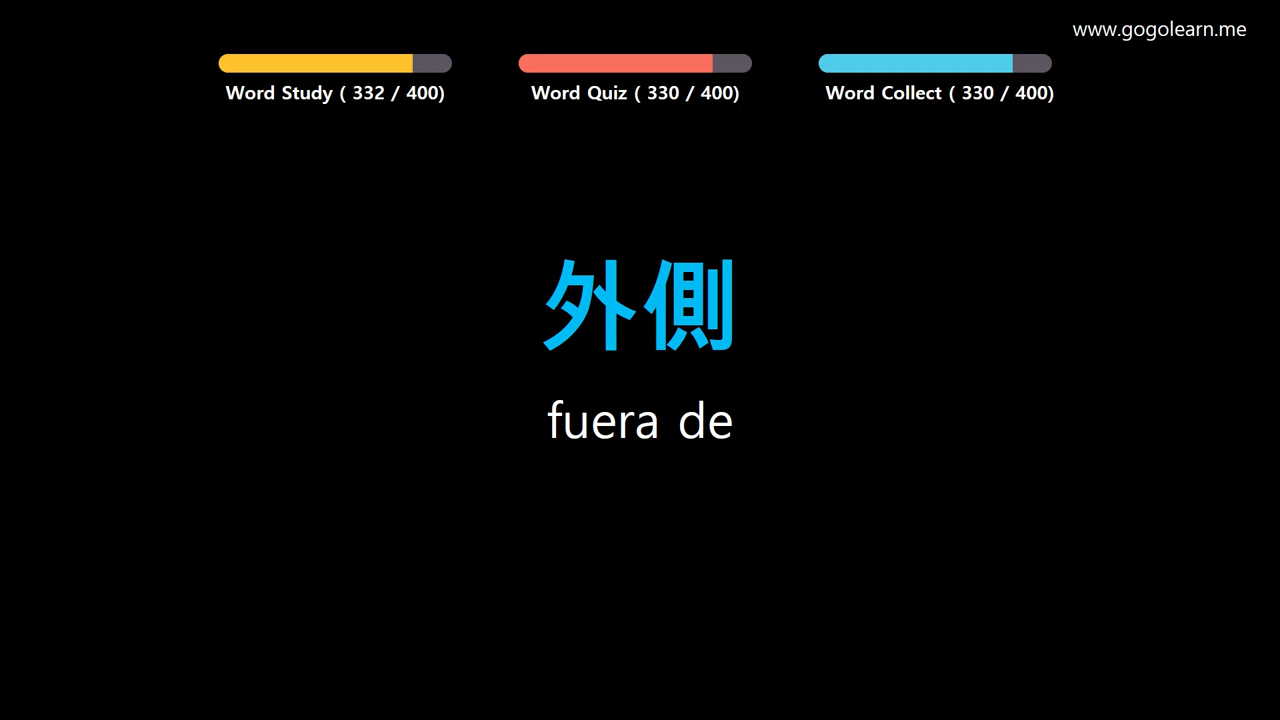 www.gogolearn.me
Word Study ( 332 / 400)
Word Quiz ( 330 / 400)
Word Collect ( 330 / 400)
外側
fuera de